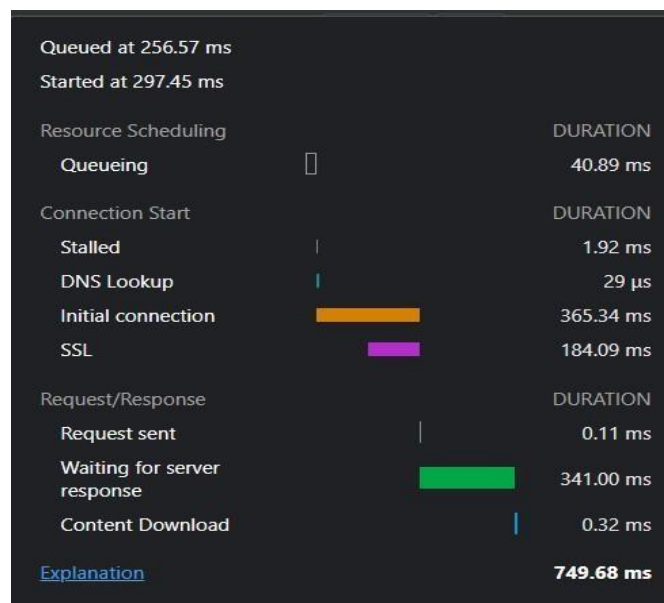 Queued at 256.57 ms
Started at 297.45 ms
Resource Scheduling DURATION
Queueing 40.89 ms
Connection Start DURATION
Stalled 1.92 ms
DNS Lookup 29 μs
Initial connection 365.34 ms
SSL 184.09 ms
Request/Response DURATION
Request sent 0.11 ms
Waiting for server
response 341.00 ms
Content Download 0.32 ms
Explanation 749.68 ms